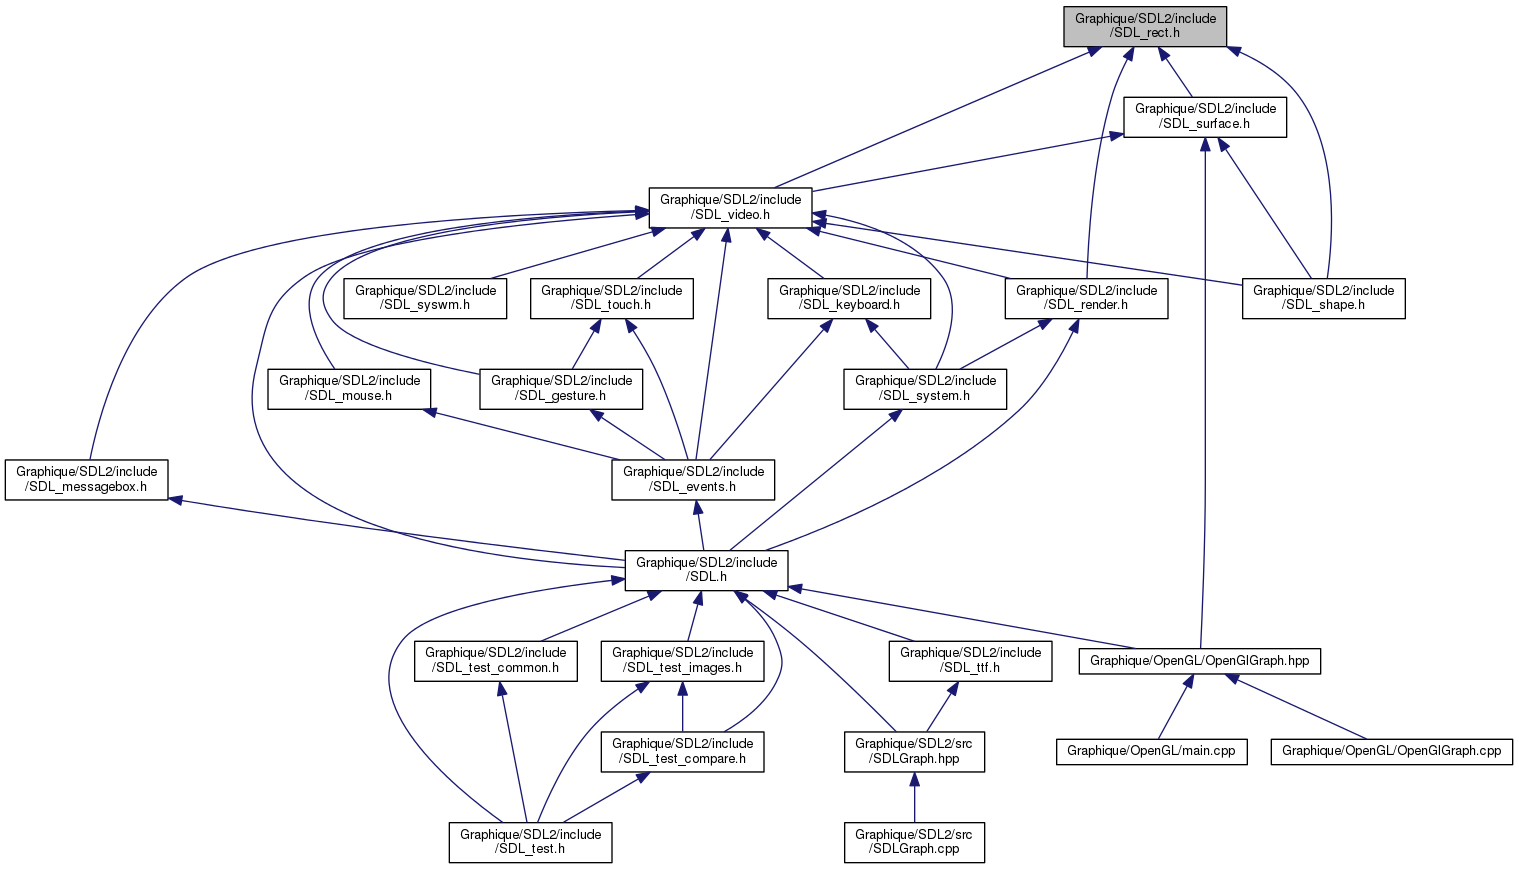 Graphique/SDL2/include
/SDL_rect.h
Graphique/SDL2/include
/SDL_surface.h
Graphique/SDL2/include
/SDL_video.h
Graphique/SDL2/include
/SDL_syswm.h
Graphique/SDL2/include
/SDL_touch.h
Graphique/SDL2/include
/SDL_keyboard.h
Graphique/SDL2/include
/SDL_render.h
Graphique/SDL2/include
/SDL_shape.h
Graphique/SDL2/include
/SDL_mouse.h
Graphique/SDL2/include
/SDL_gesture.h
Graphique/SDL2/include
/SDL_system.h
Graphique/SDL2/include
/SDL_messagebox.h
Graphique/SDL2/include
/SDL_events.h
Graphique/SDL2/include
/SDL.h
Graphique/SDL2/include
/SDL_test_common.h
Graphique/SDL2/include
/SDL_test_images.h
Graphique/SDL2/include
/SDL_ttf.h
Graphique/OpenGL/OpenGlGraph.hpp
Graphique/SDL2/include
/SDL_test_compare.h
Graphique/SDL2/src
/SDLGraph.hpp
Graphique/OpenGL/main.cpp
Graphique/OpenGL/OpenGlGraph.cpp
Graphique/SDL2/include
/SDL_test.h
Graphique/SDL2/src
/SDLGraph.cpp